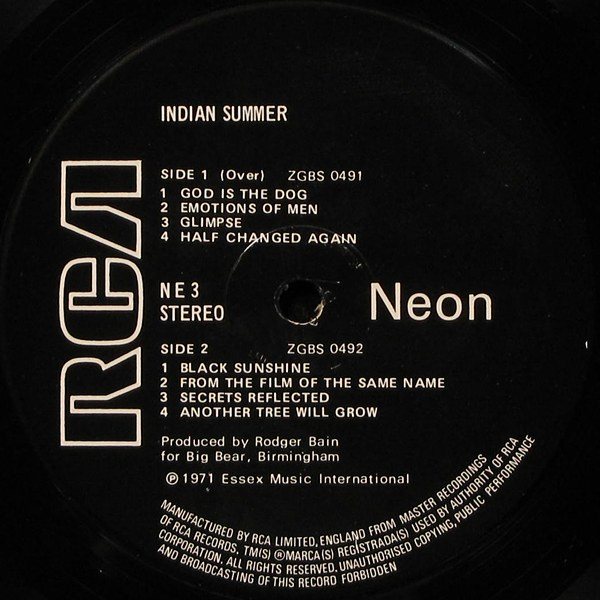 INDIAN SUMMER
RCA
SIDE 1 (Over) ZGBS 0491
1 GOD IS THE DOG
2 EMOTIONS OF MEN
3 GLIMPSE
4 HALF CHANGED AGAIN
NE3
STEREO
Neon
SIDE 2 ZGBS 0492
1 BLACK SUNSHINE
2 FROM THE FILM OF THE SAME NAME
3 SECRETS REFLECTED
4 ANOTHER TREE WILL GROW
Produced by Rodger Bain
for Big Bear, Birmingham
℗ 1971 Essex Music International
MANUFACTURED BY RCA LIMITED, ENGLAND FROM MASTER RECORDINGS
OF RCA RECORDS. TM(S) ® MARCA(S) REGISTRADA(S) USED BY AUTHORITY OF RCA
CORPORATION. ALL RIGHTS RESERVED. UNAUTHORISED COPYING, PUBLIC PERFORMANCE
AND BROADCASTING OF THIS RECORD FORBIDDEN